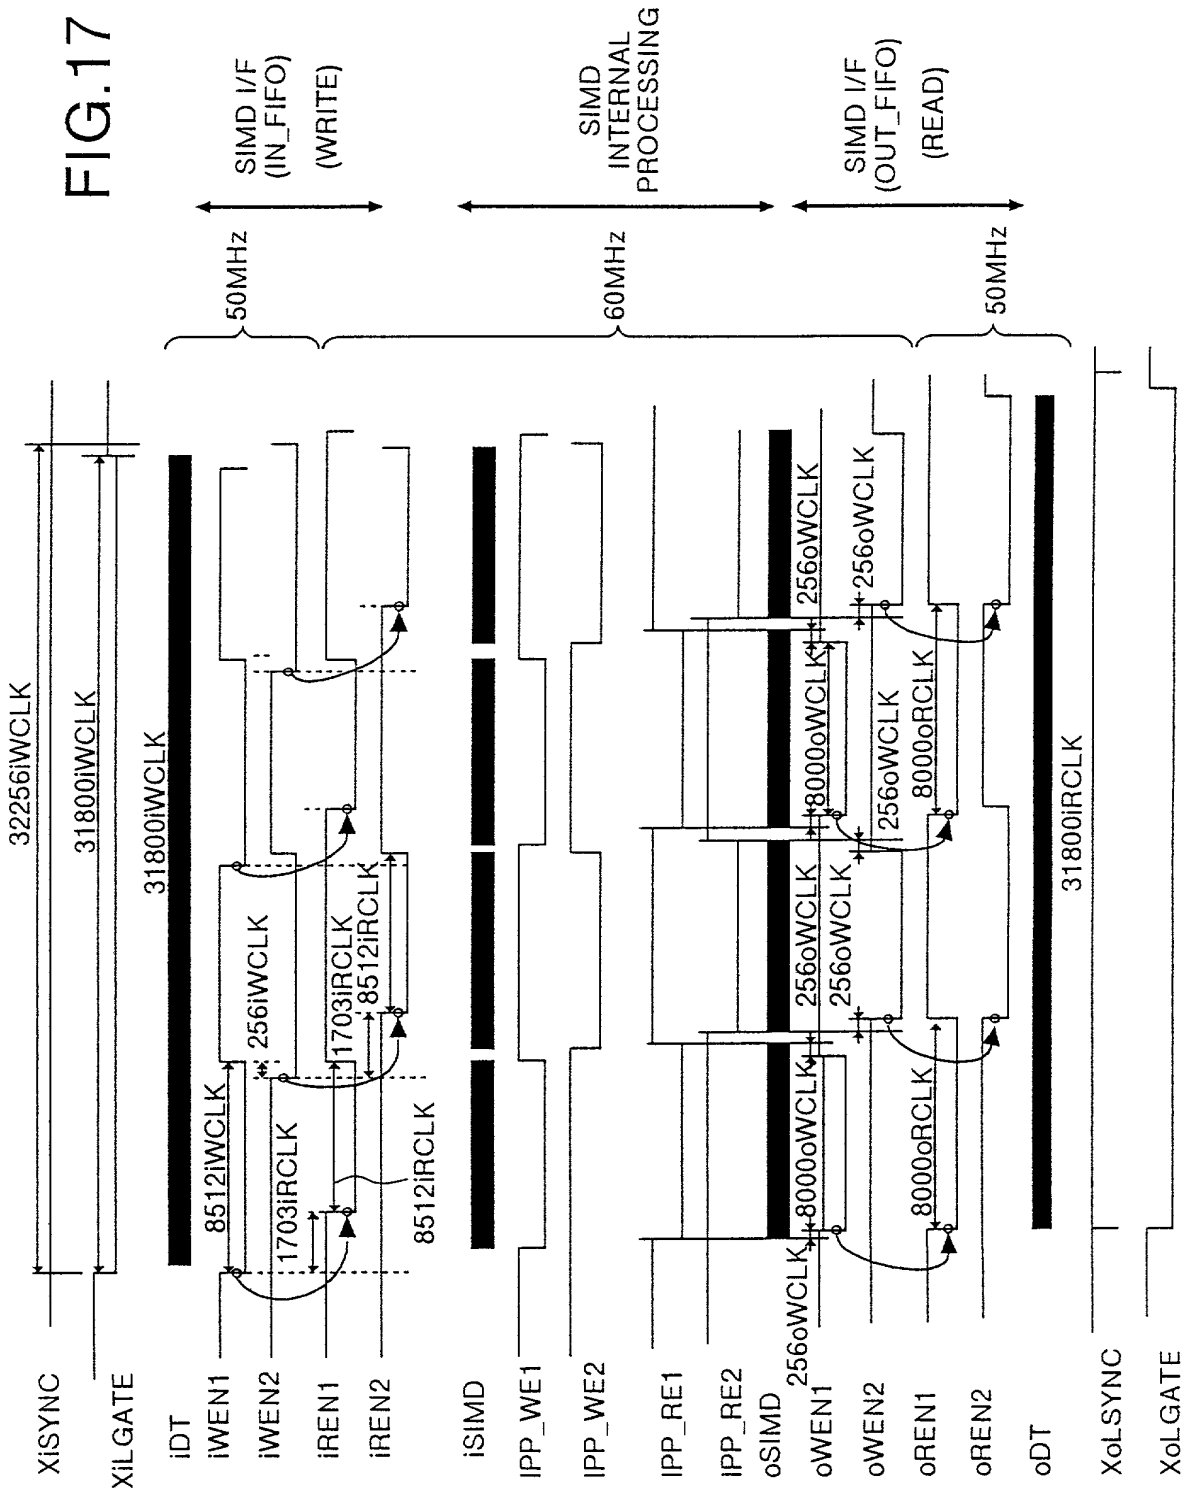 FIG.17
SIMD I/F
(IN_FIFO)
(WRITE)
SIMD
INTERNAL
PROCESSING
SIMD I/F
(OUT_FIFO)
(READ)
50MHz
60MHz
50MHz
XiSYNC
32256iWCLK
XiLGATE
31800iWCLK
iDT
31800iWCLK
iWEN1
8512iWCLK
iWEN2
256iWCLK
iREN1
1703iRCLK
8512iRCLK
iREN2
1703iRCLK
8512iRCLK
iSIMD
IPP_WE1
IPP_WE2
IPP_RE1
IPP_RE2
oSIMD
oWEN1
256oWCLK
8000oWCLK
256oWCLK
8000oWCLK
256oWCLK
oWEN2
256oWCLK
256oWCLK
256oWCLK
oREN1
8000oRCLK
8000oRCLK
oREN2
oDT
31800iRCLK
XoLSYNC
XoLGATE